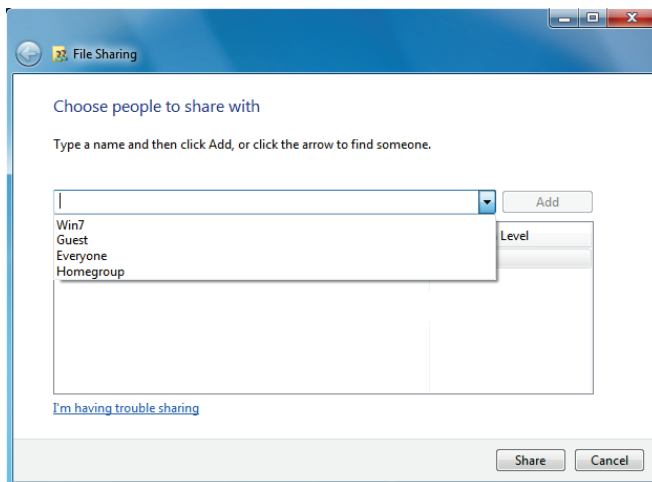 File Sharing
Choose people to share with
Type a name and then click Add, or click the arrow to find someone.
Add
Win7
Guest
Everyone
Homegroup
Level
I'm having trouble sharing
Share
Cancel